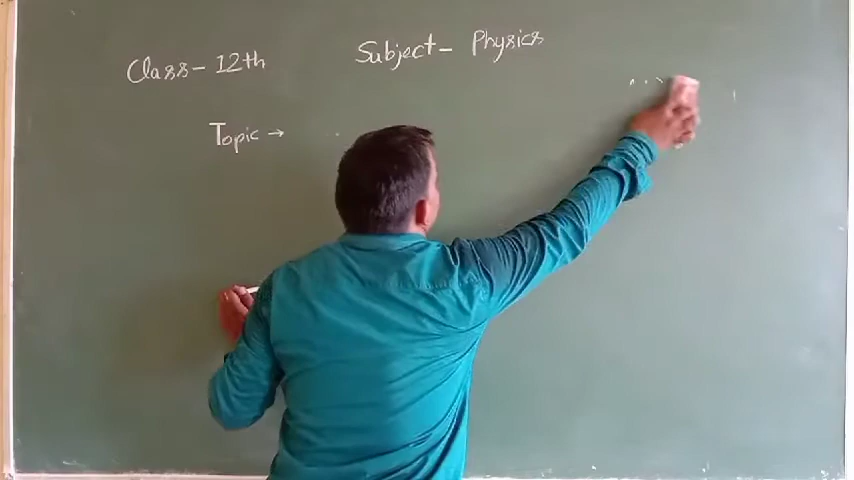 Class- 12th Subject- Physics
Topic →